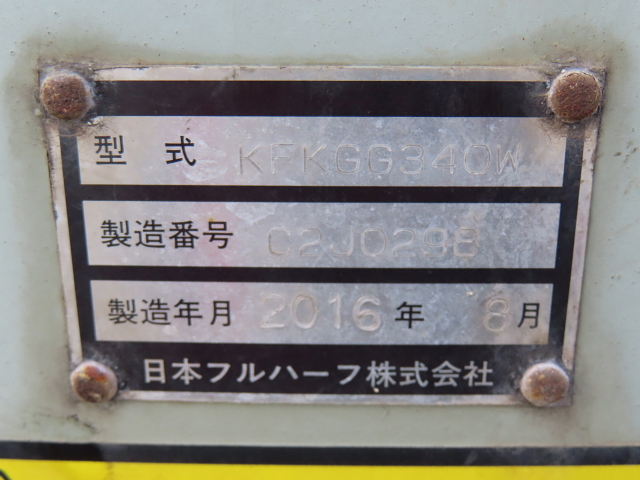 型式 KFKGG340W
製造番号 C2J0298
製造年月 2016年 8月
日本フルハーフ株式会社